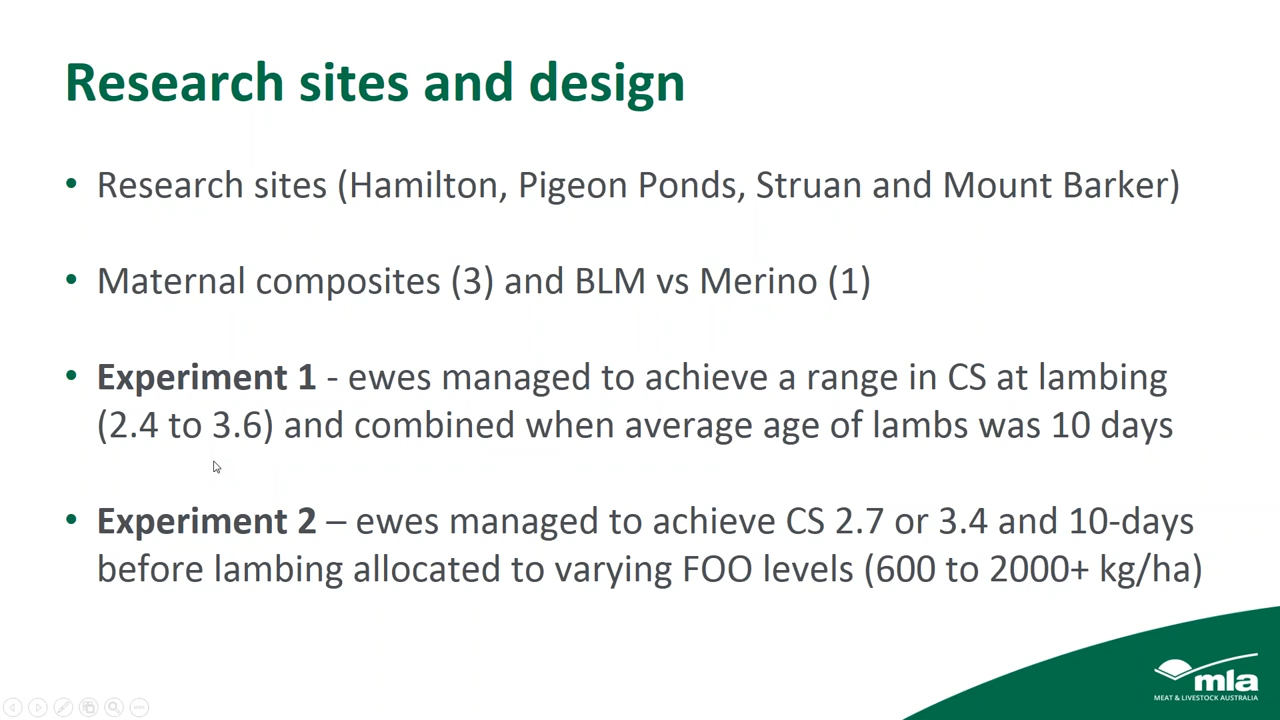 Research sites and design
• Research sites (Hamilton, Pigeon Ponds, Struan and Mount Barker)
• Maternal composites (3) and BLM vs Merino (1)
• Experiment 1 - ewes managed to achieve a range in CS at lambing
(2.4 to 3.6) and combined when average age of lambs was 10 days
• Experiment 2 – ewes managed to achieve CS 2.7 or 3.4 and 10-days
before lambing allocated to varying FOO levels (600 to 2000+ kg/ha)
mla
MEAT & LIVESTOCK AUSTRALIA